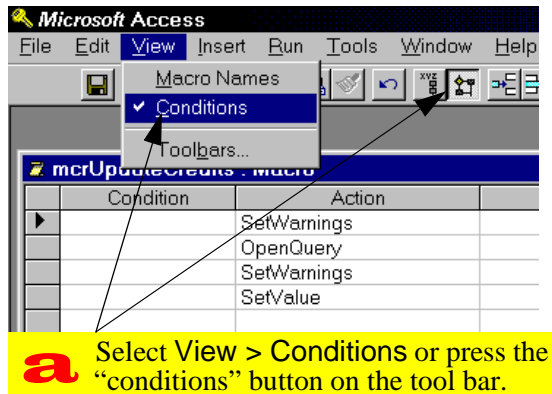 Microsoft Access
File Edit View Insert Run Tools Window Help
Macro Names
xyz
✔ Conditions
Toolbars...
mcrUpdateCredits : Macro
Condition Action
SetWarnings
OpenQuery
SetWarnings
SetValue
a Select View > Conditions or press the
“conditions” button on the tool bar.